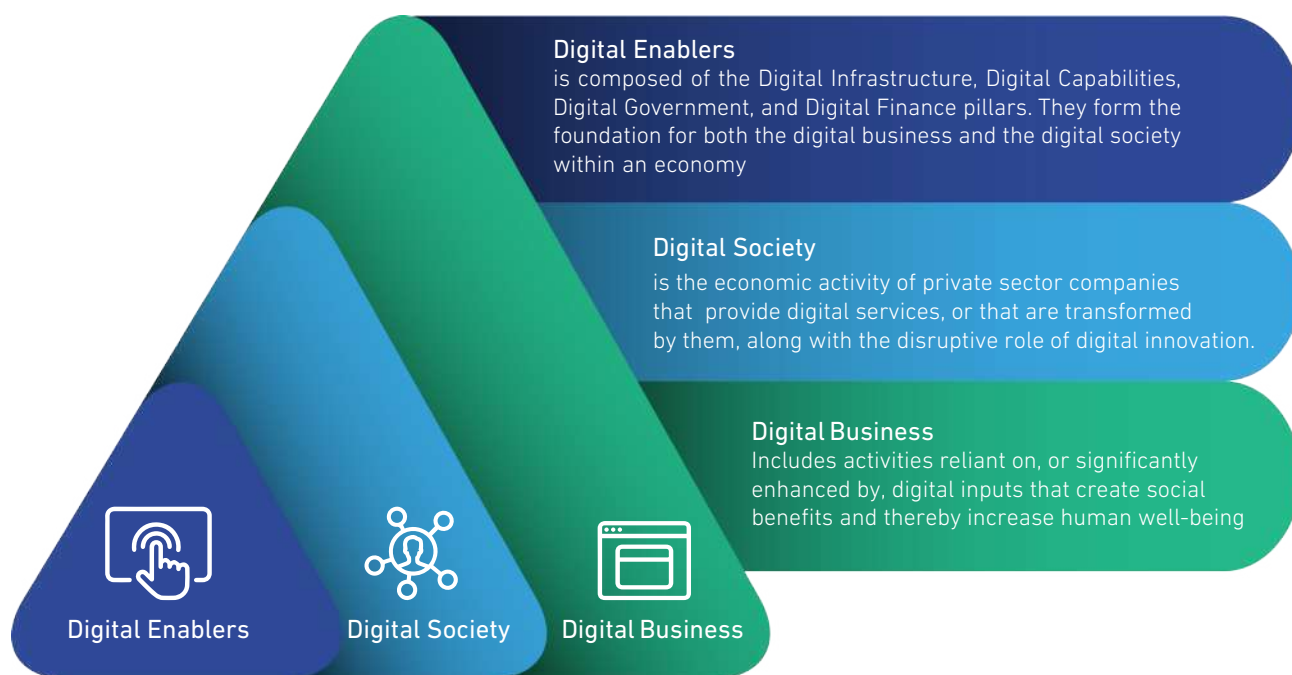 Digital Enablers
is composed of the Digital Infrastructure, Digital Capabilities,
Digital Government, and Digital Finance pillars. They form the
foundation for both the digital business and the digital society
within an economy
Digital Society
is the economic activity of private sector companies
that provide digital services, or that are transformed
by them, along with the disruptive role of digital innovation.
Digital Business
Includes activities reliant on, or significantly
enhanced by, digital inputs that create social
benefits and thereby increase human well-being
Digital Enablers
Digital Society
Digital Business